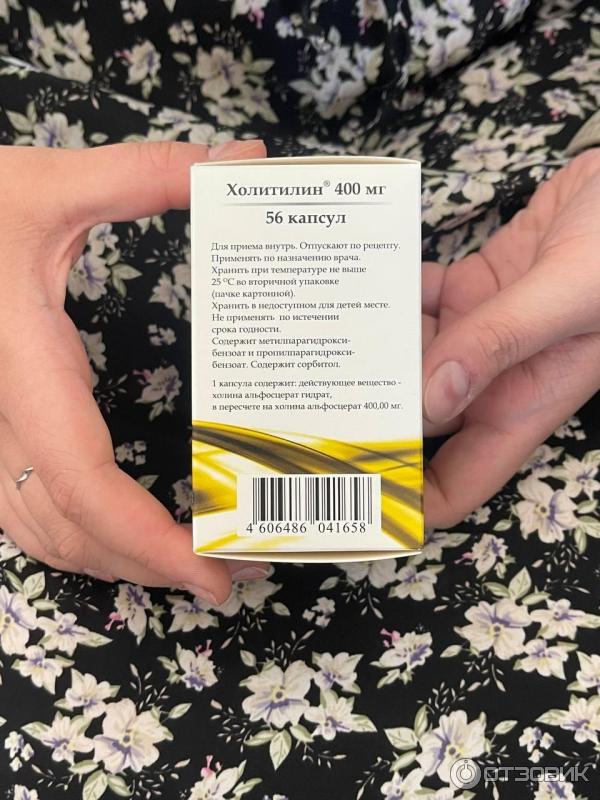 Холитилин® 400 мг
56 капсул
Для приема внутрь. Отпускают по рецепту.
Применять по назначению врача.
Хранить при температуре не выше
25 ⁰С во вторичной упаковке
(пачке картонной).
Хранить в недоступном для детей месте.
Не применять по истечении
срока годности.
Содержит метилпарагидрокси-
бензоат и пропилпарагидрокси-
бензоат. Содержит сорбитол.
1 капсула содержит: действующее вещество -
холина альфосцерат гидрат,
в пересчете на холина альфосцерат 400,00 мг.
4 606486 041658
ОТЗОВИК